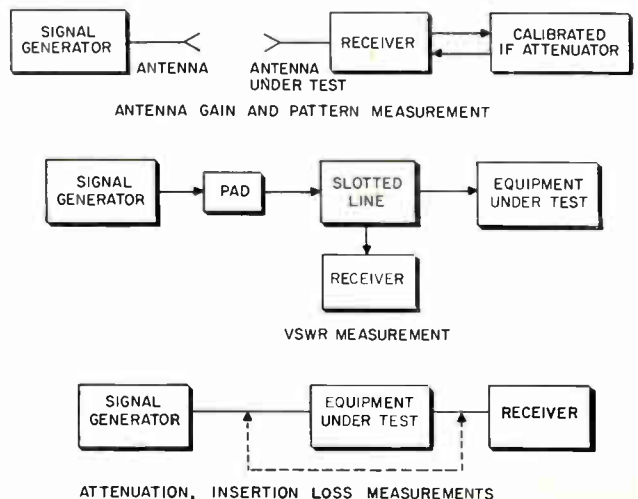 SIGNAL
GENERATOR
ANTENNA
ANTENNA
UNDER TEST
RECEIVER
CALIBRATED
IF ATTENUATOR
ANTENNA GAIN AND PATTERN MEASUREMENT
SIGNAL
GENERATOR
PAD
SLOTTED
LINE
EQUIPMENT
UNDER TEST
RECEIVER
VSWR MEASUREMENT
SIGNAL
GENERATOR
EQUIPMENT
UNDER TEST
RECEIVER
ATTENUATION, INSERTION LOSS MEASUREMENTS